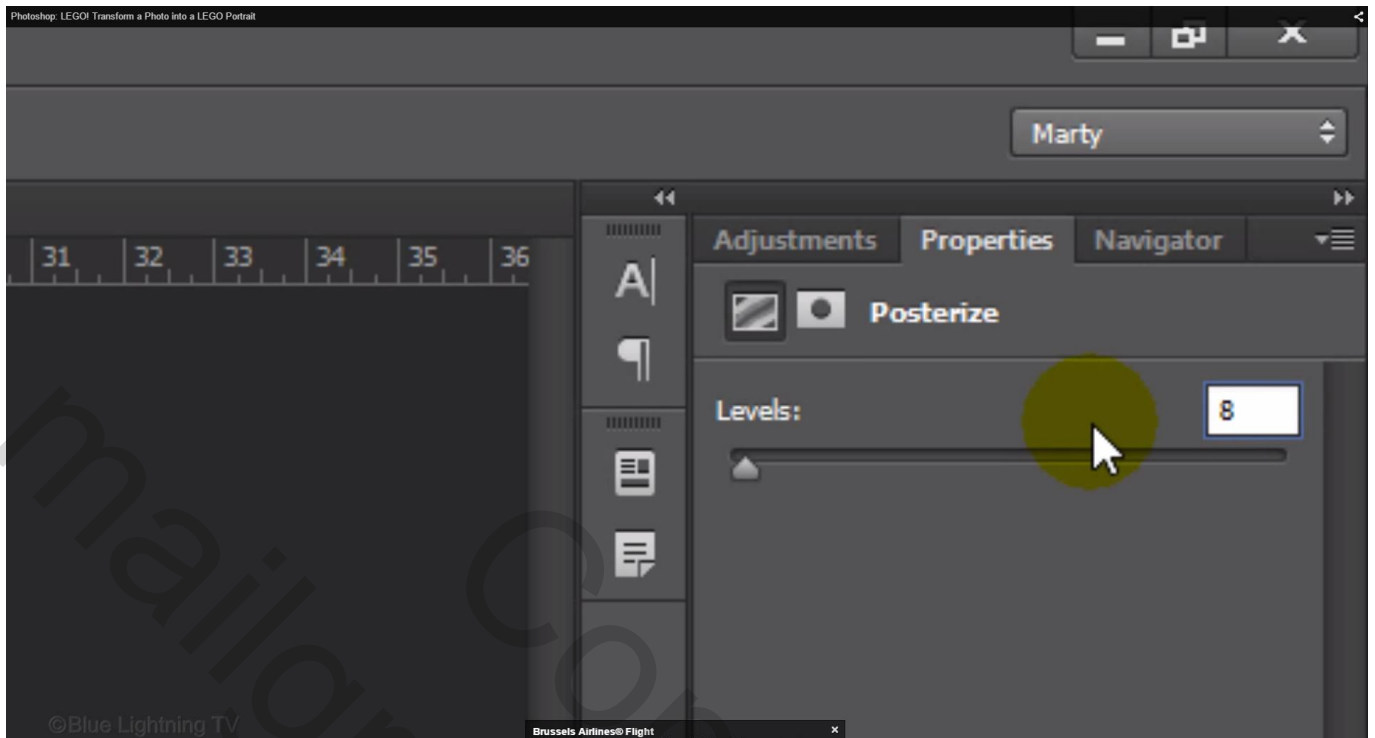 Photoshop: LEGO! Transform a Photo into a LEGO Portrait
Marty
31 32 33 34 35 36
Adjustments Properties Navigator
A|
¶
Posterize
Levels: 8
©Blue Lightning TV
Brussels Airlines® Flight